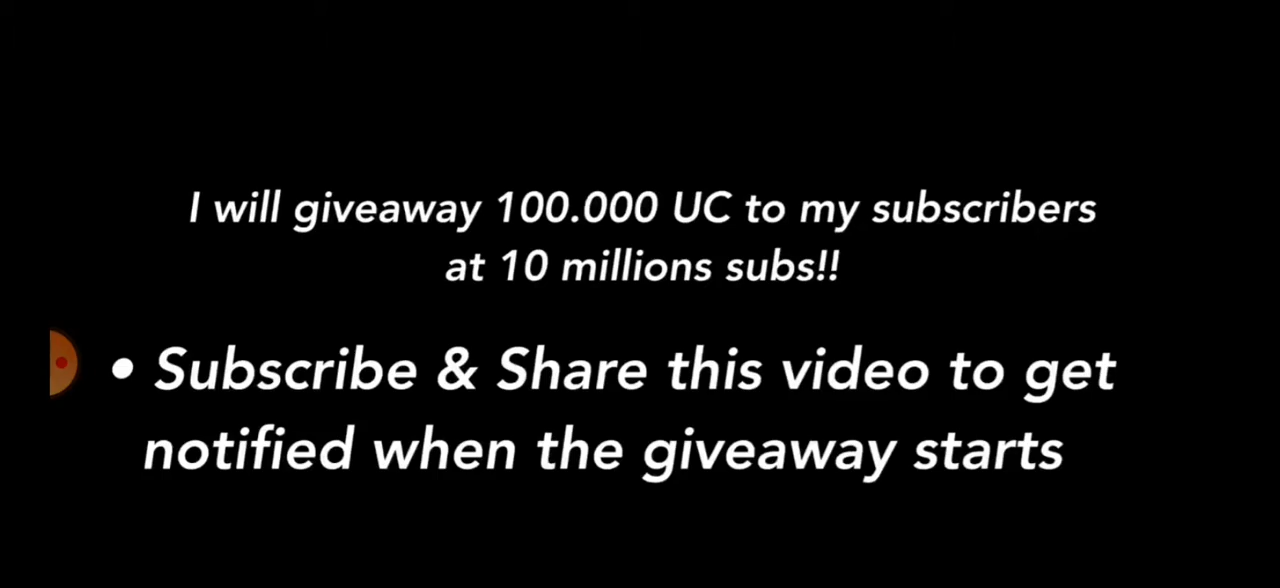 I will giveaway 100.000 UC to my subscribers
at 10 millions subs!!
• Subscribe & Share this video to get
notified when the giveaway starts